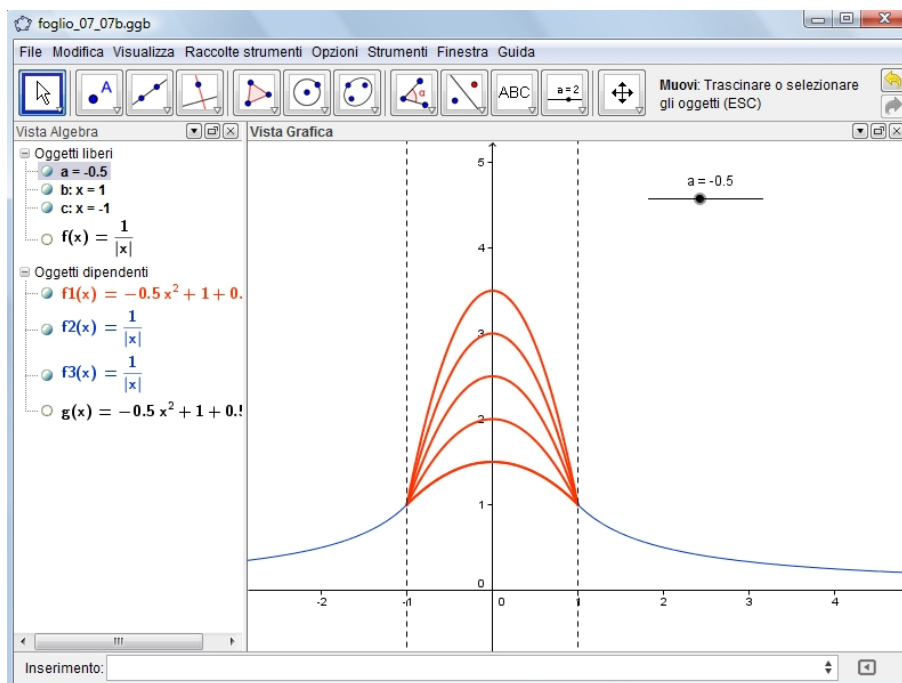 foglio_07_07b.ggb
File Modifica Visualizza Raccolte strumenti Opzioni Strumenti Finestra Guida
A
α
ABC
a=2
Muovi: Trascinare o selezionare
gli oggetti (ESC)
Vista Algebra
Vista Grafica
Oggetti liberi
a = -0.5
b: x = 1
c: x = -1
f(x) = 1/|x|
Oggetti dipendenti
f1(x) = −0.5 x² + 1 + 0.
f2(x) = 1/|x|
f3(x) = 1/|x|
g(x) = −0.5 x² + 1 + 0.
a = -0.5
5
4
3
2
1
0
-2 -1 0 1 2 3 4
Inserimento: